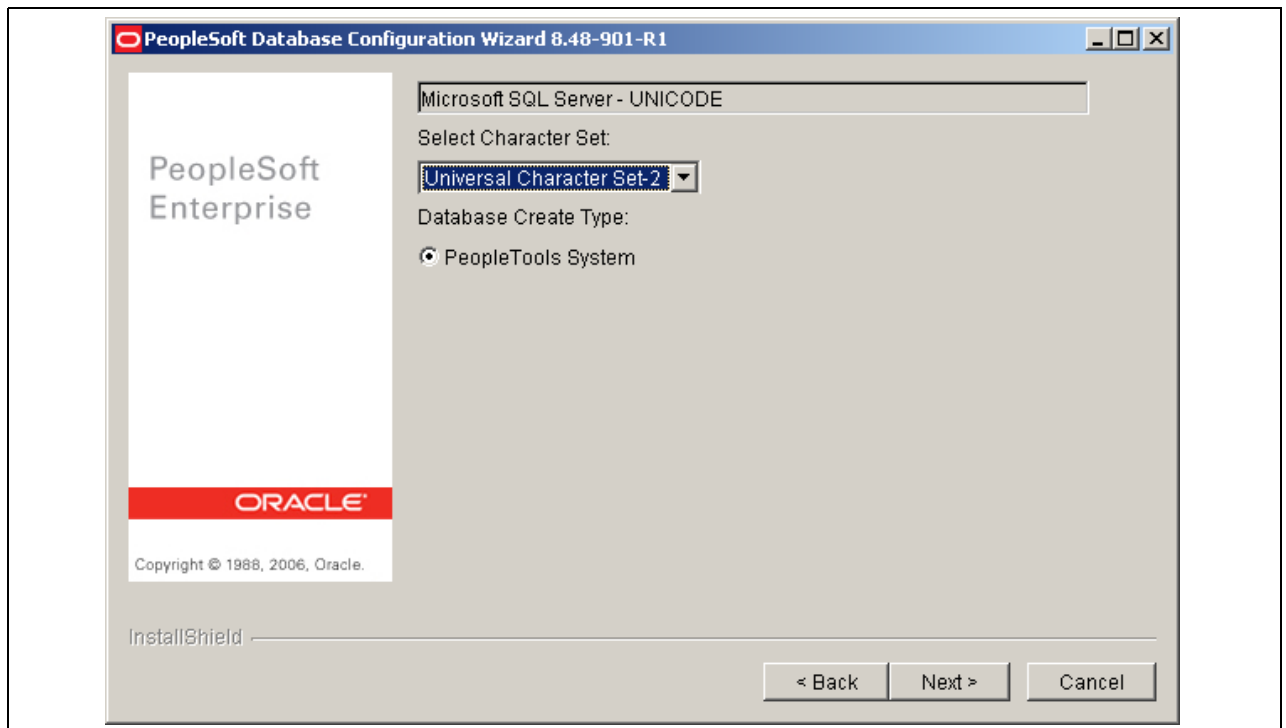 PeopleSoft Database Configuration Wizard 8.48-901-R1
PeopleSoft
Enterprise
ORACLE
Copyright © 1988, 2006, Oracle.
Microsoft SQL Server - UNICODE
Select Character Set:
Universal Character Set-2
Database Create Type:
PeopleTools System
InstallShield
< Back
Next >
Cancel